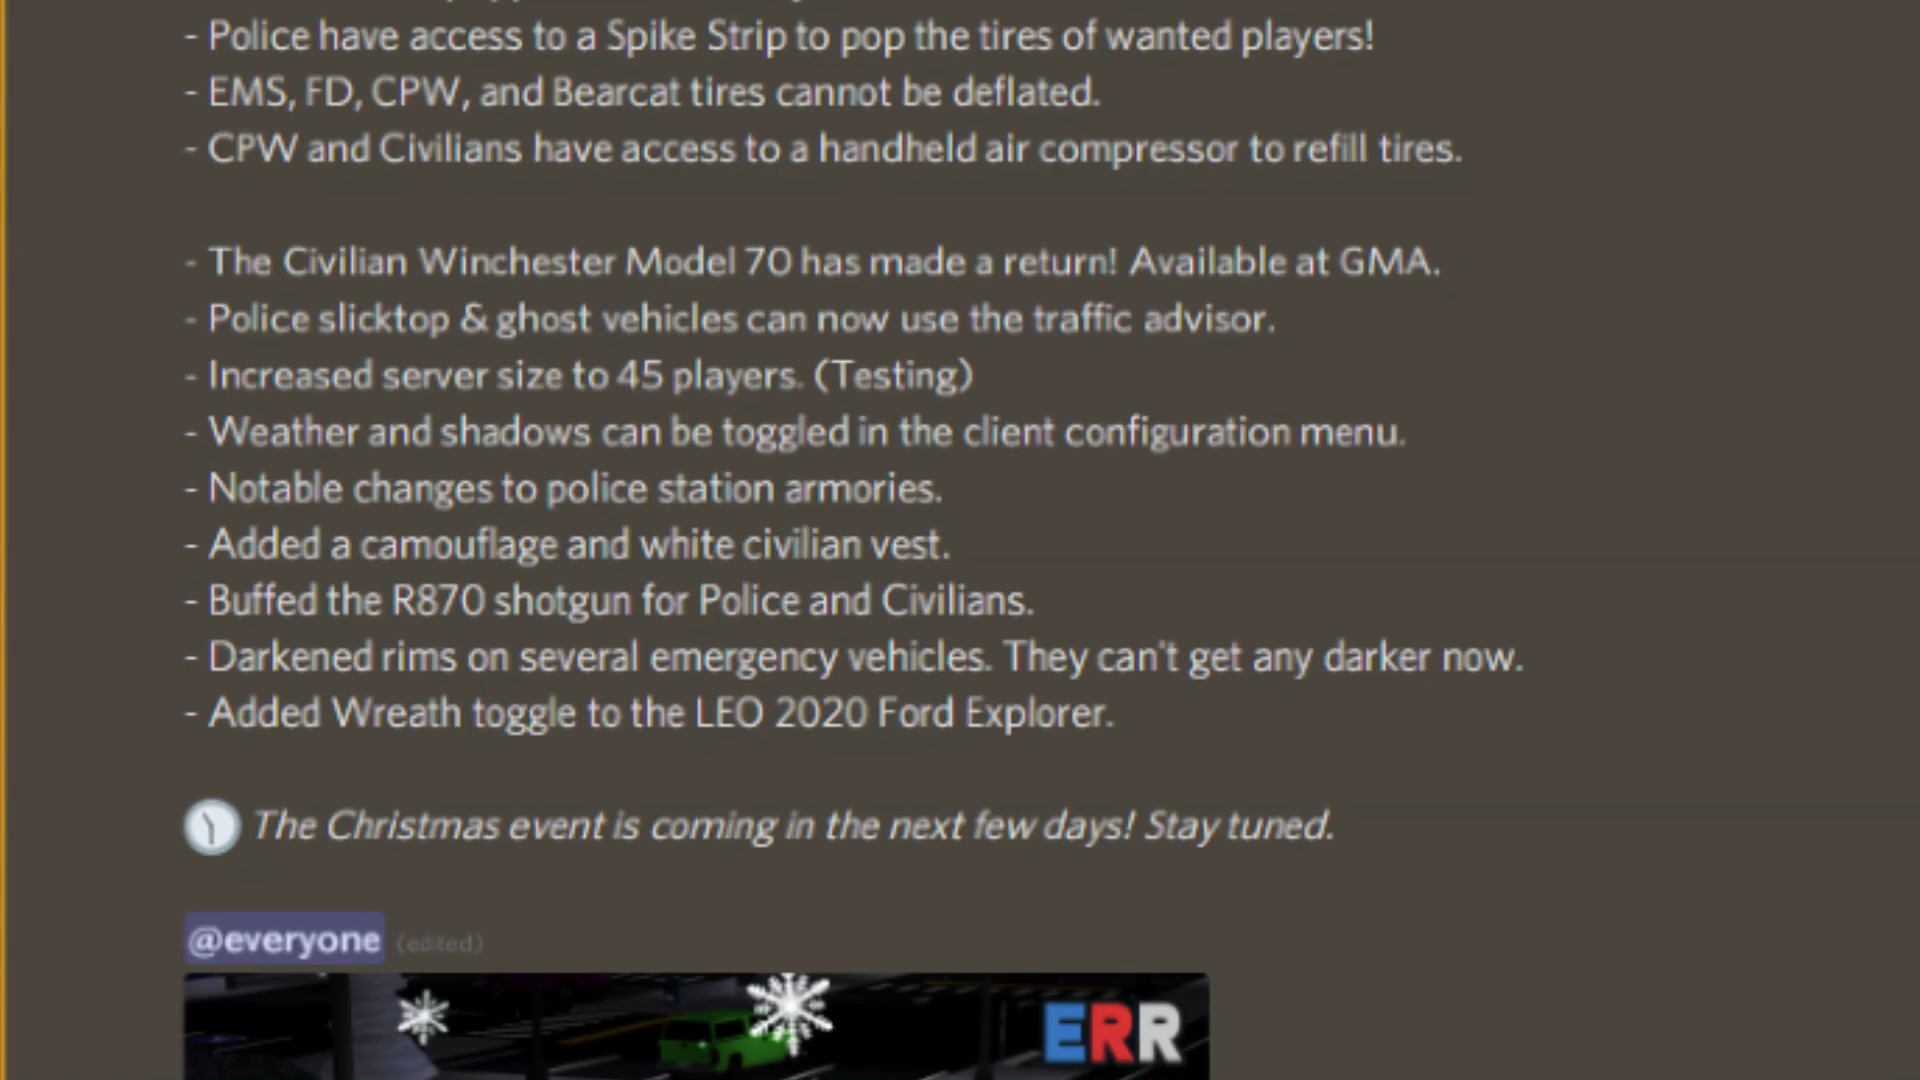 - Police have access to a Spike Strip to pop the tires of wanted players!
- EMS, FD, CPW, and Bearcat tires cannot be deflated.
- CPW and Civilians have access to a handheld air compressor to refill tires.
- The Civilian Winchester Model 70 has made a return! Available at GMA.
- Police slicktop & ghost vehicles can now use the traffic advisor.
- Increased server size to 45 players. (Testing)
- Weather and shadows can be toggled in the client configuration menu.
- Notable changes to police station armories.
- Added a camouflage and white civilian vest.
- Buffed the R870 shotgun for Police and Civilians.
- Darkened rims on several emergency vehicles. They can't get any darker now.
- Added Wreath toggle to the LEO 2020 Ford Explorer.
The Christmas event is coming in the next few days! Stay tuned.
@everyone (edited)
ERR